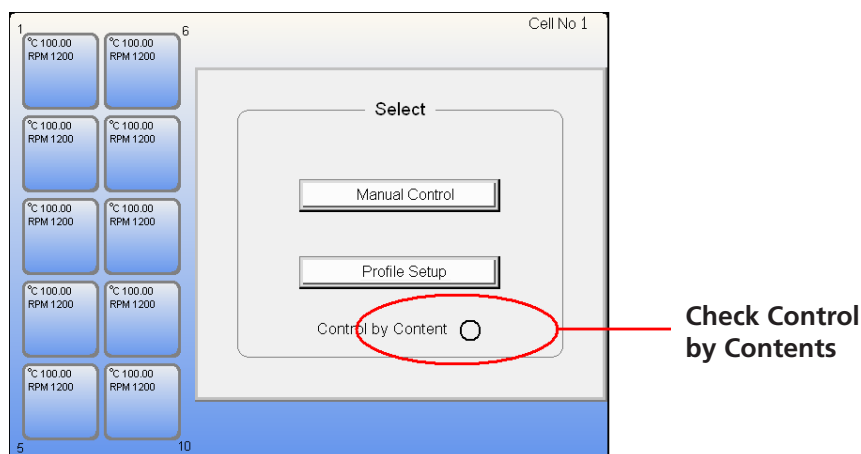 Cell No 1
1
6
°C 100.00
RPM 1200
°C 100.00
RPM 1200
°C 100.00
RPM 1200
°C 100.00
RPM 1200
°C 100.00
RPM 1200
°C 100.00
RPM 1200
°C 100.00
RPM 1200
°C 100.00
RPM 1200
°C 100.00
RPM 1200
°C 100.00
RPM 1200
5
10
Select
Manual Control
Profile Setup
Control by Content
Check Control
by Contents